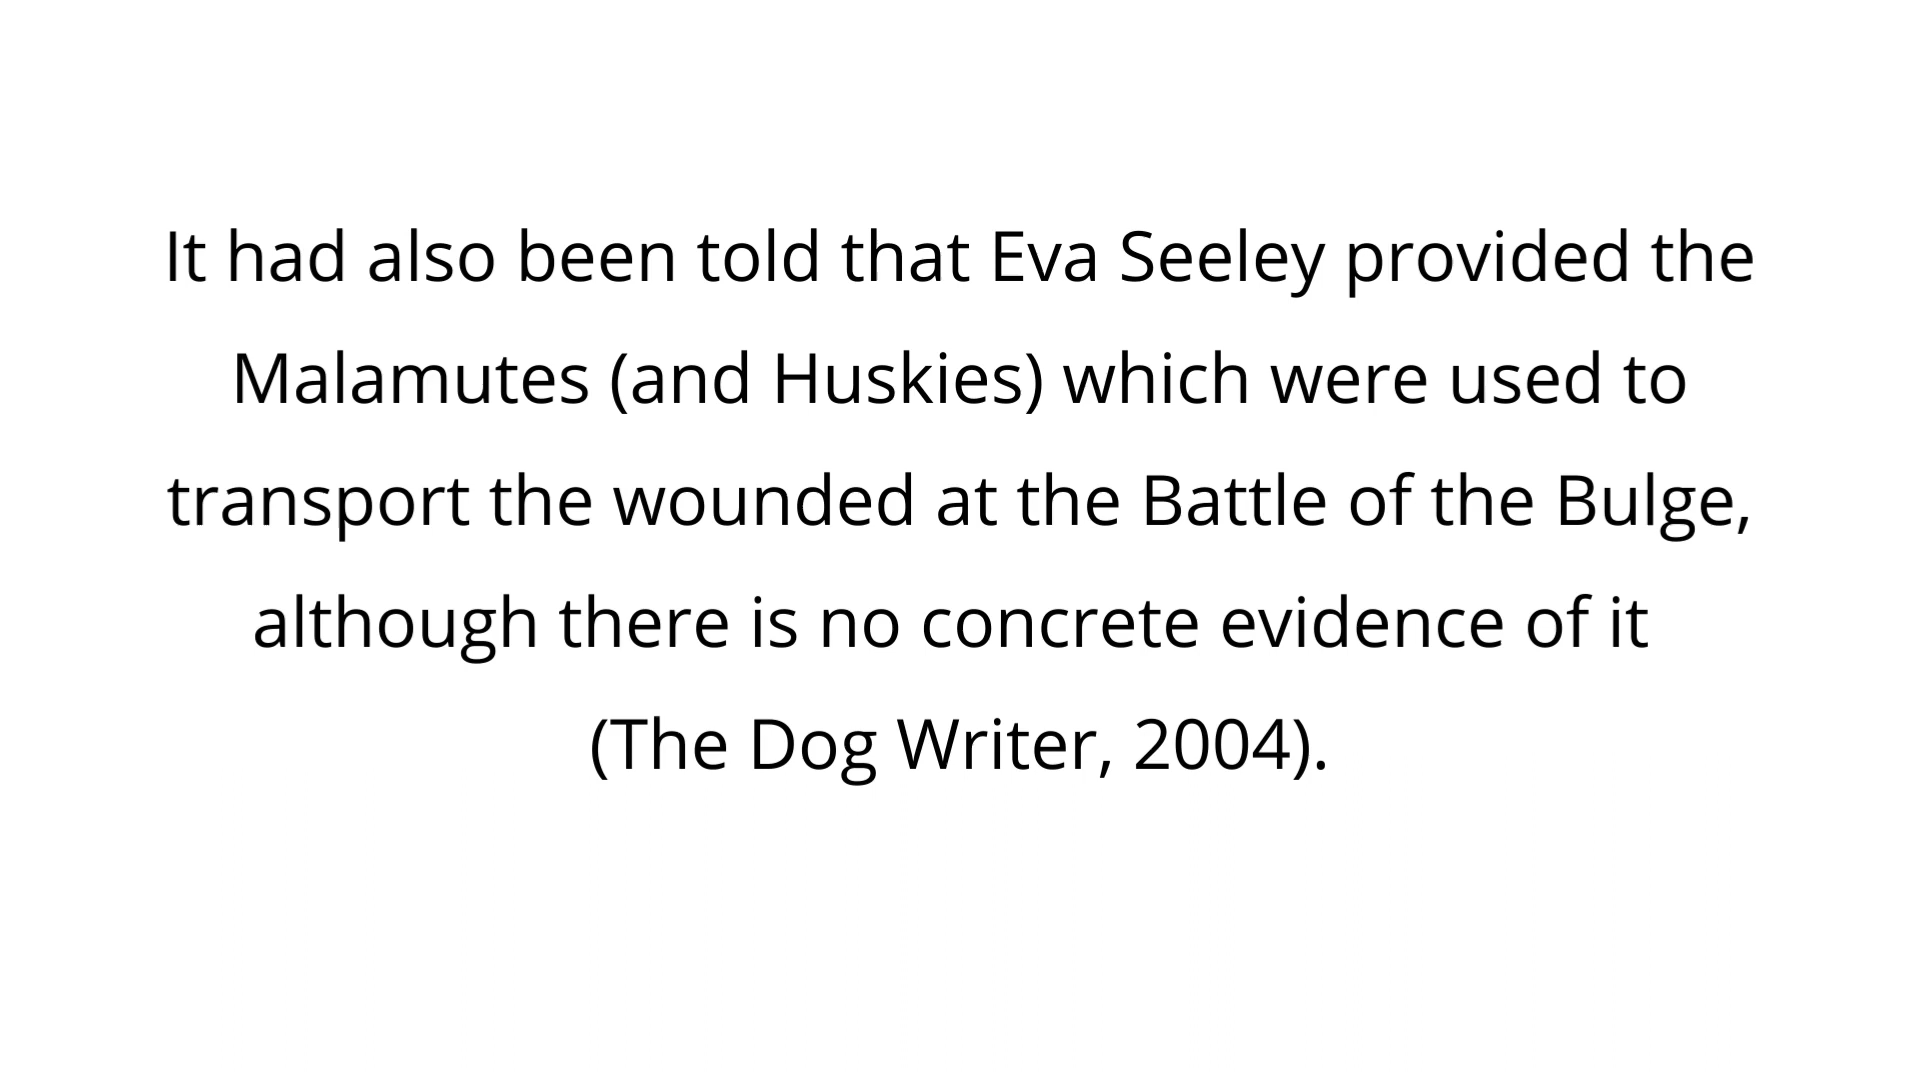 It had also been told that Eva Seeley provided the
Malamutes (and Huskies) which were used to
transport the wounded at the Battle of the Bulge,
although there is no concrete evidence of it
(The Dog Writer, 2004).